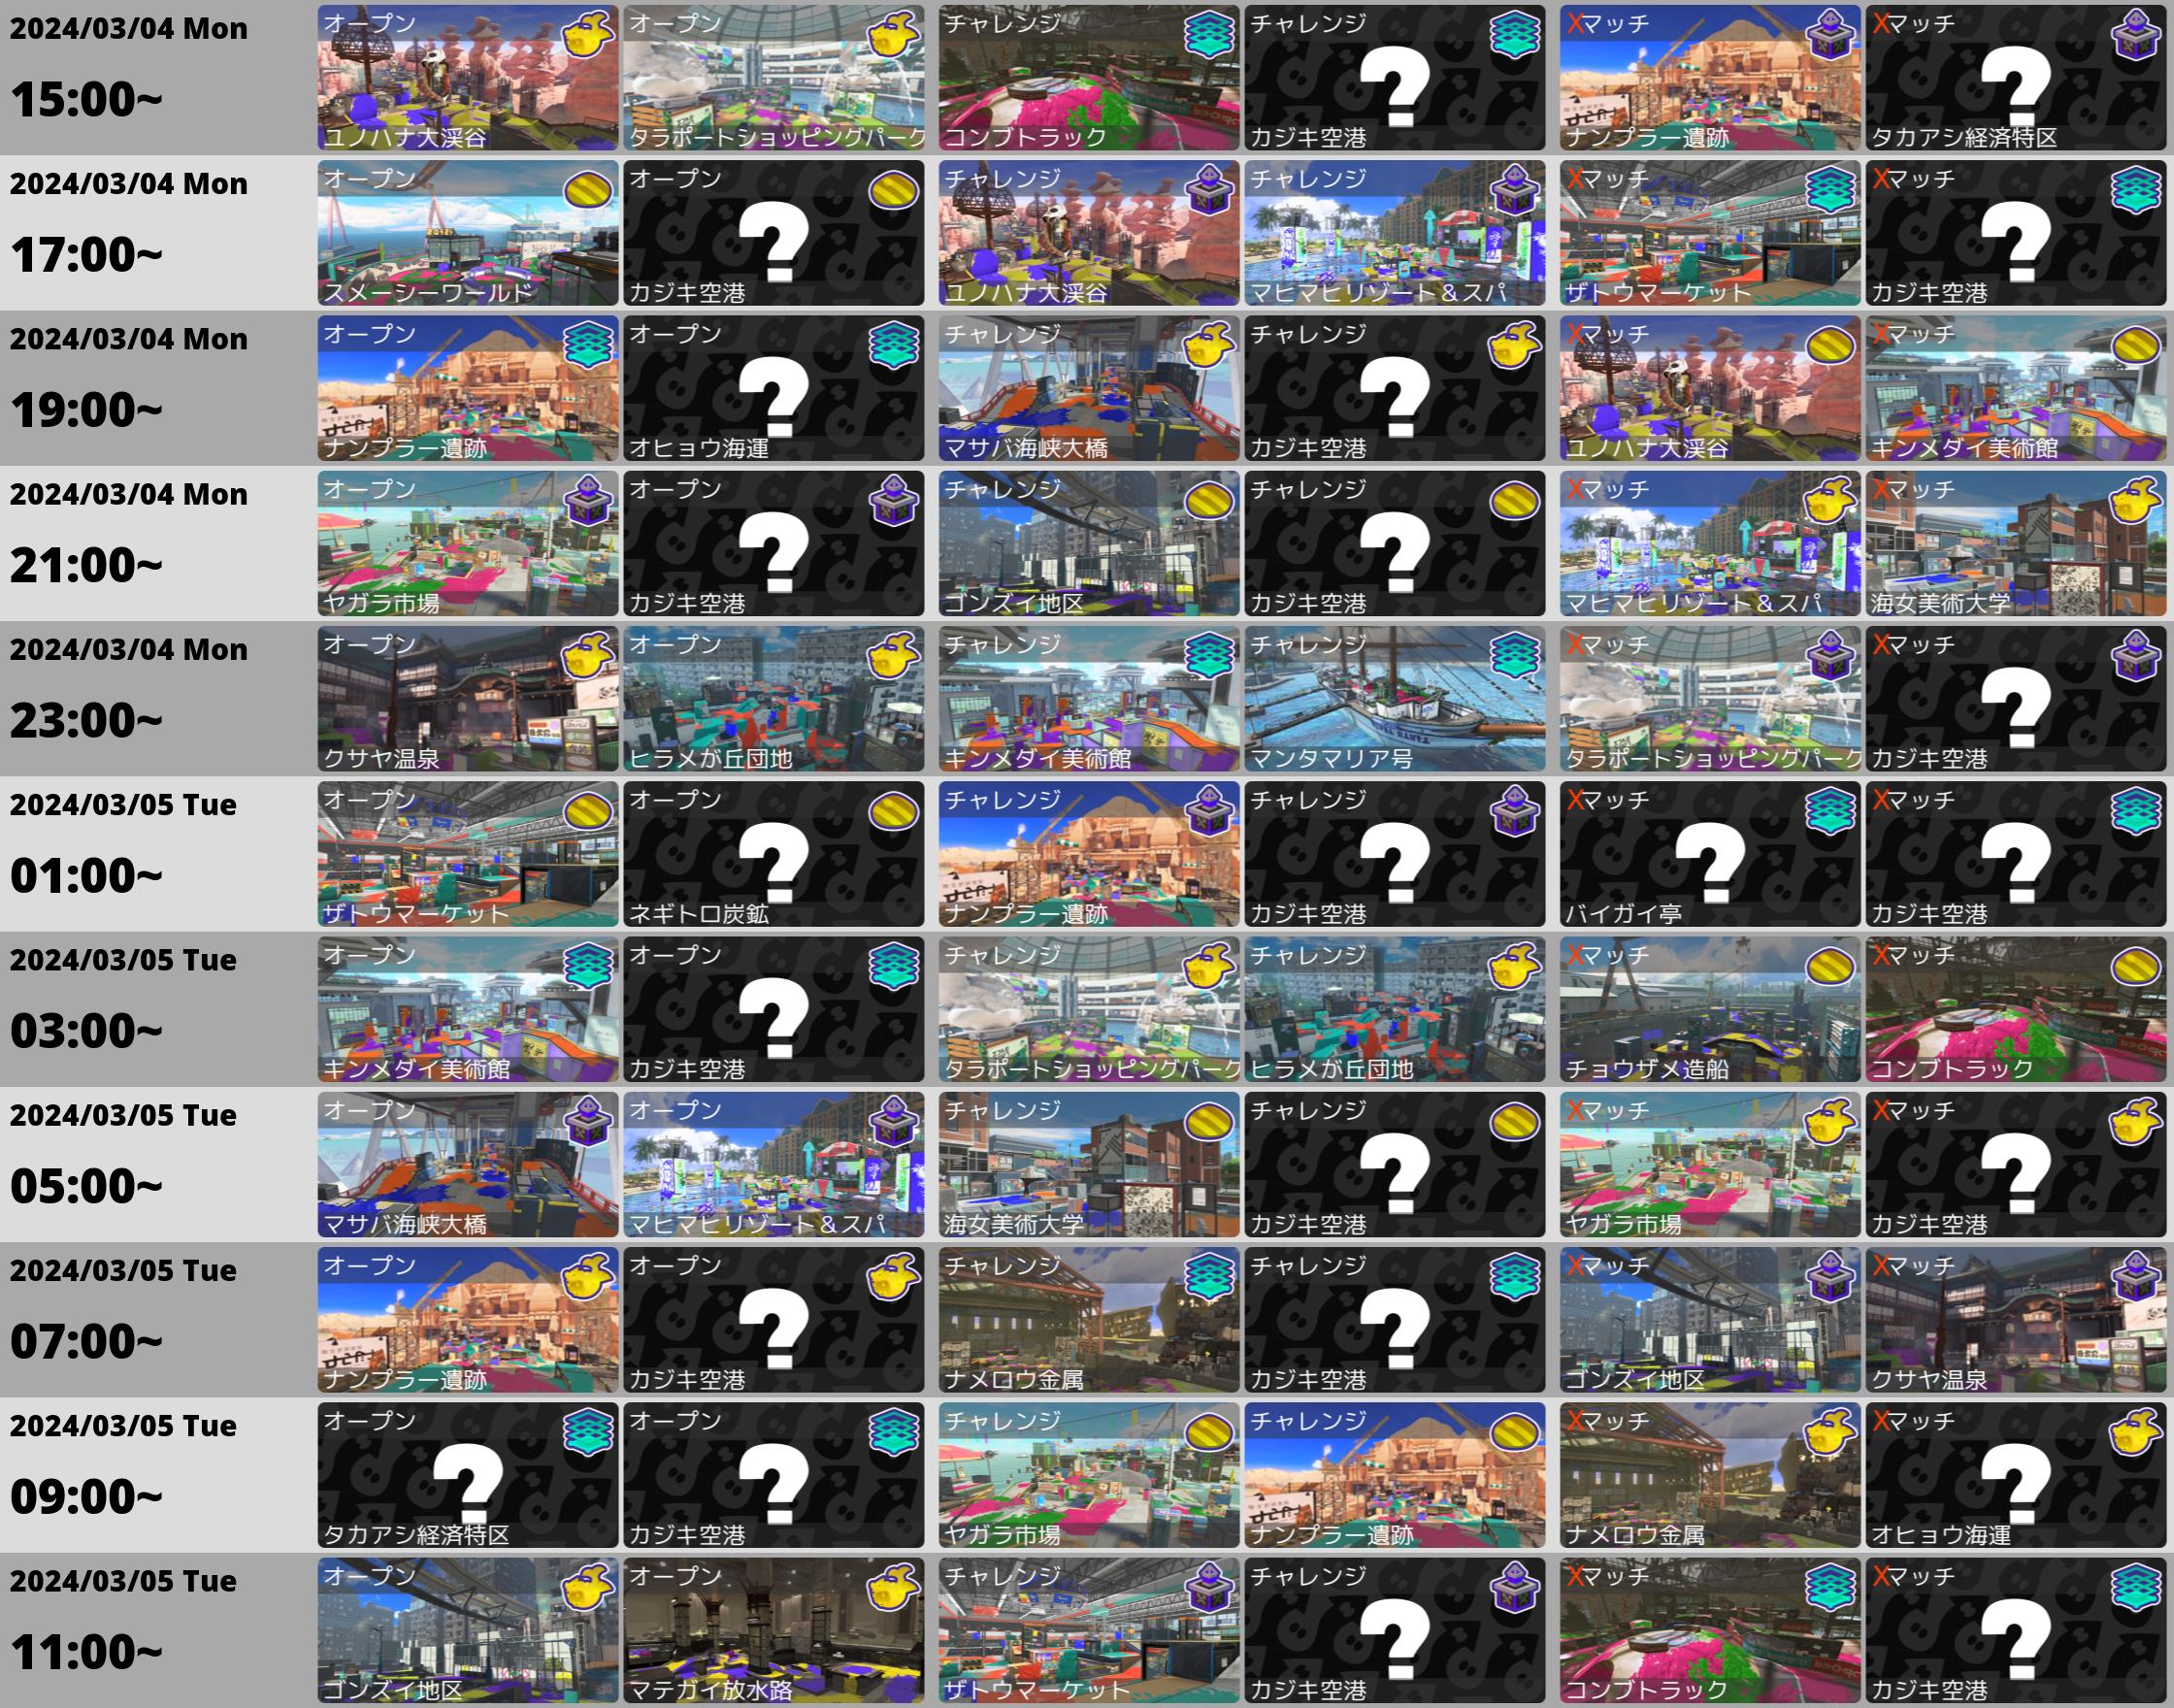 2024/03/04 Mon
15:00~
オープン
ユノハナ大渓谷
オープン
タラポートショッピングパーク
チャレンジ
コンブトラック
チャレンジ
?
カジキ空港
Xマッチ
ナンプラー遺跡
Xマッチ
?
タカアシ経済特区
2024/03/04 Mon
17:00~
オープン
スメーシーワールド
オープン
?
カジキ空港
チャレンジ
ユノハナ大渓谷
チャレンジ
マヒマヒリゾート&スパ
Xマッチ
ザトウマーケット
Xマッチ
?
カジキ空港
2024/03/04 Mon
19:00~
オープン
ナンプラー遺跡
オープン
?
オヒョウ海運
チャレンジ
マサバ海峡大橋
チャレンジ
?
カジキ空港
Xマッチ
ユノハナ大渓谷
Xマッチ
キンメダイ美術館
2024/03/04 Mon
21:00~
オープン
ヤガラ市場
オープン
?
カジキ空港
チャレンジ
ゴンズイ地区
チャレンジ
?
カジキ空港
Xマッチ
マヒマヒリゾート&スパ
Xマッチ
海女美術大学
2024/03/04 Mon
23:00~
オープン
クサヤ温泉
オープン
ヒラメが丘団地
チャレンジ
キンメダイ美術館
チャレンジ
マンタマリア号
Xマッチ
タラポートショッピングパーク
Xマッチ
?
カジキ空港
2024/03/05 Tue
01:00~
オープン
ザトウマーケット
オープン
?
ネギトロ炭鉱
チャレンジ
ナンプラー遺跡
チャレンジ
?
カジキ空港
Xマッチ
?
バイガイ亭
Xマッチ
?
カジキ空港
2024/03/05 Tue
03:00~
オープン
キンメダイ美術館
オープン
?
カジキ空港
チャレンジ
タラポートショッピングパーク
チャレンジ
ヒラメが丘団地
Xマッチ
チョウザメ造船
Xマッチ
コンブトラック
2024/03/05 Tue
05:00~
オープン
マサバ海峡大橋
オープン
マヒマヒリゾート&スパ
チャレンジ
海女美術大学
チャレンジ
?
カジキ空港
Xマッチ
ヤガラ市場
Xマッチ
?
カジキ空港
2024/03/05 Tue
07:00~
オープン
ナンプラー遺跡
オープン
?
カジキ空港
チャレンジ
ナメロウ金属
チャレンジ
?
カジキ空港
Xマッチ
ゴンズイ地区
Xマッチ
クサヤ温泉
2024/03/05 Tue
09:00~
オープン
?
タカアシ経済特区
オープン
?
カジキ空港
チャレンジ
ヤガラ市場
チャレンジ
ナンプラー遺跡
Xマッチ
ナメロウ金属
Xマッチ
?
オヒョウ海運
2024/03/05 Tue
11:00~
オープン
ゴンズイ地区
オープン
マテガイ放水路
チャレンジ
ザトウマーケット
チャレンジ
?
カジキ空港
Xマッチ
コンブトラック
Xマッチ
?
カジキ空港